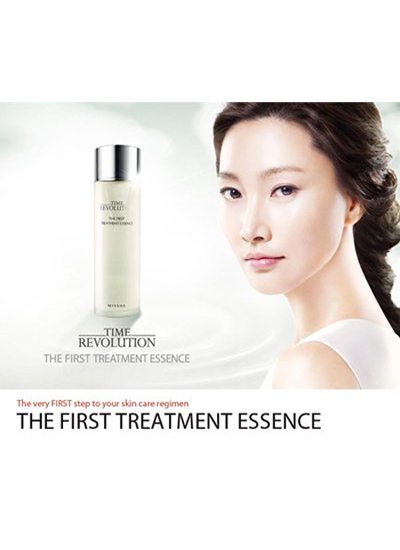 TIME
REVOLUTION
THE FIRST
TREATMENT ESSENCE
MISSHA
TIME
REVOLUTION
THE FIRST TREATMENT ESSENCE
The very FIRST step to your skin care regimen
THE FIRST TREATMENT ESSENCE